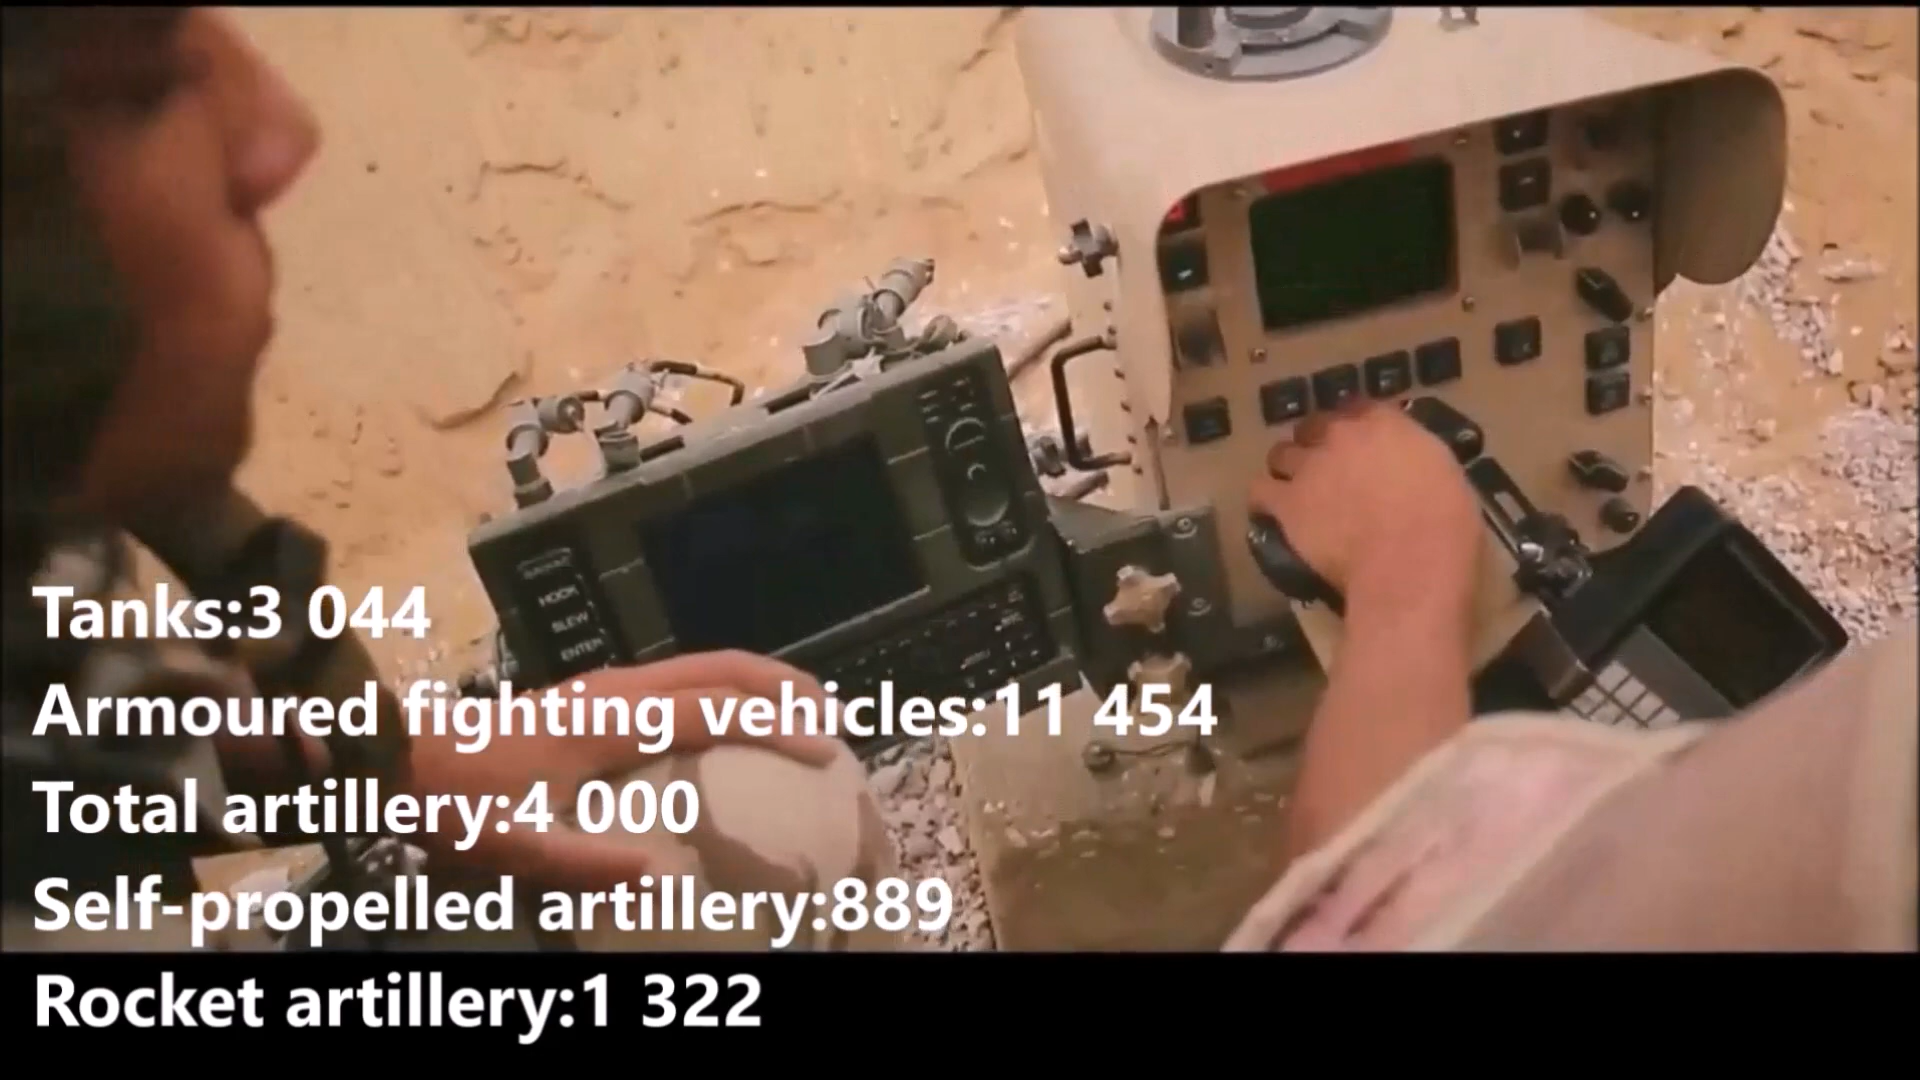 HOOK
SLEW
ENTER
Tanks:3 044
Armoured fighting vehicles:11 454
Total artillery:4 000
Self-propelled artillery:889
Rocket artillery:1 322